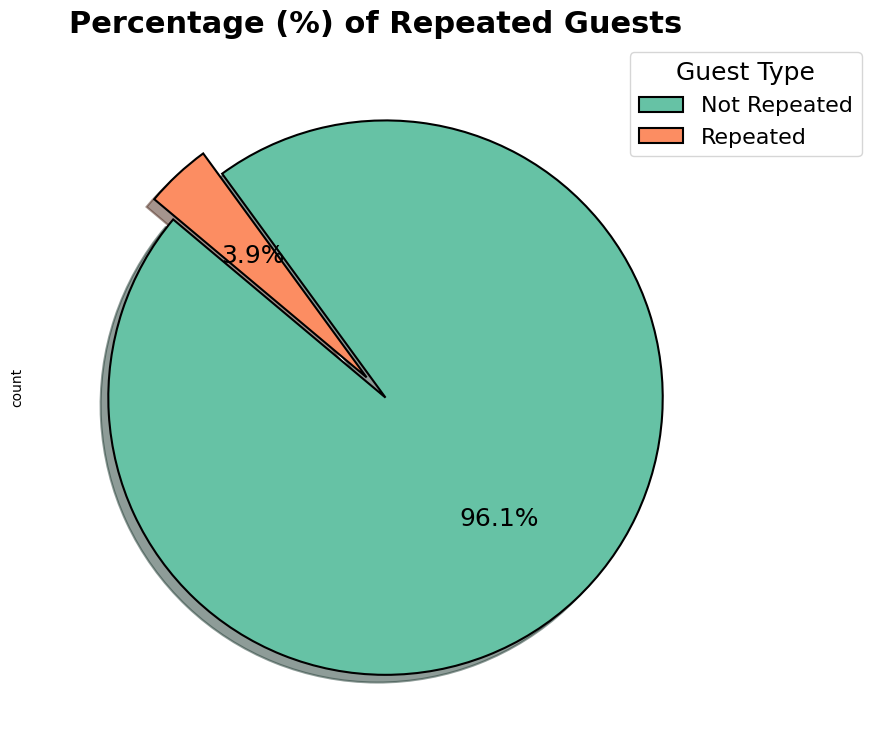 Percentage (%) of Repeated Guests
Guest Type
Not Repeated
Repeated
3.9%
count
96.1%